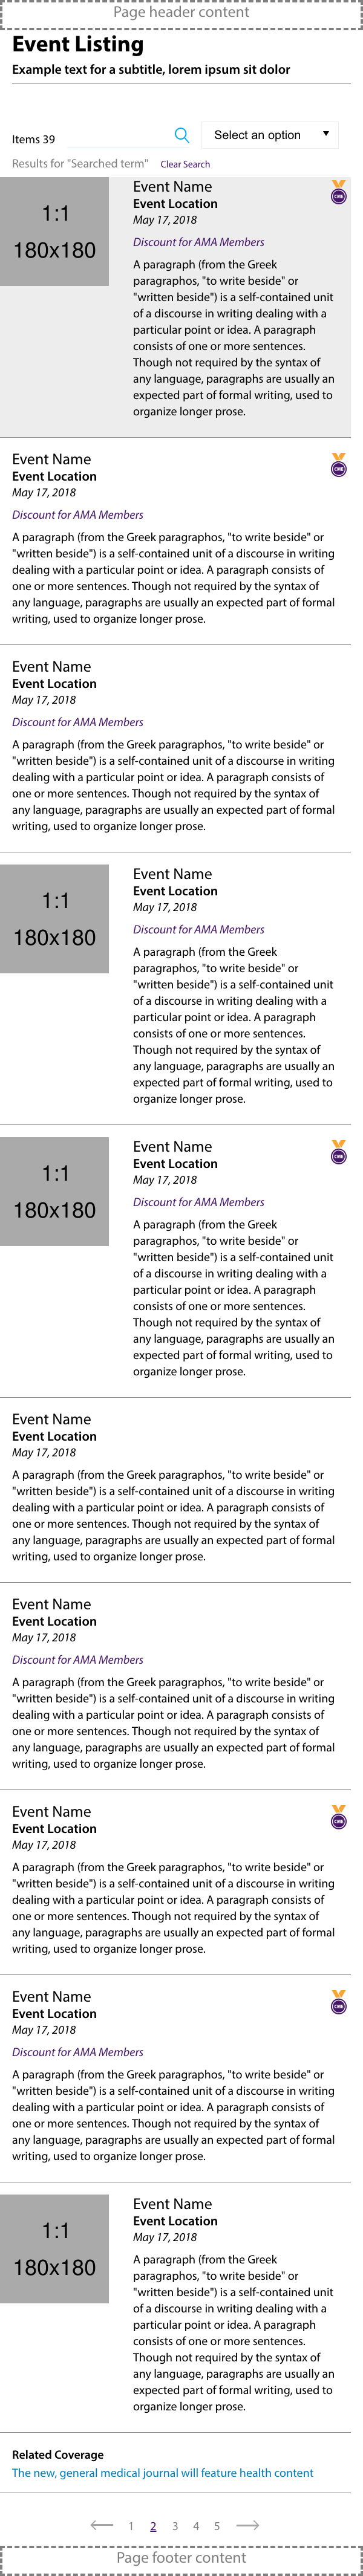 Page header content
Event Listing
Example text for a subtitle, lorem ipsum sit dolor
Items 39
Select an option
Results for "Searched term" Clear Search
1:1
180x180
Event Name
CME
Event Location
May 17, 2018
Discount for AMA Members
A paragraph (from the Greek
paragraphos, "to write beside" or
"written beside") is a self-contained unit
of a discourse in writing dealing with a
particular point or idea. A paragraph
consists of one or more sentences.
Though not required by the syntax of
any language, paragraphs are usually an
expected part of formal writing, used to
organize longer prose.
Event Name
CME
Event Location
May 17, 2018
Discount for AMA Members
A paragraph (from the Greek paragraphos, "to write beside" or
"written beside") is a self-contained unit of a discourse in writing
dealing with a particular point or idea. A paragraph consists of
one or more sentences. Though not required by the syntax of
any language, paragraphs are usually an expected part of formal
writing, used to organize longer prose.
Event Name
Event Location
May 17, 2018
Discount for AMA Members
A paragraph (from the Greek paragraphos, "to write beside" or
"written beside") is a self-contained unit of a discourse in writing
dealing with a particular point or idea. A paragraph consists of
one or more sentences. Though not required by the syntax of
any language, paragraphs are usually an expected part of formal
writing, used to organize longer prose.
1:1
180x180
Event Name
Event Location
May 17, 2018
Discount for AMA Members
A paragraph (from the Greek
paragraphos, "to write beside" or
"written beside") is a self-contained unit
of a discourse in writing dealing with a
particular point or idea. A paragraph
consists of one or more sentences.
Though not required by the syntax of
any language, paragraphs are usually an
expected part of formal writing, used to
organize longer prose.
1:1
180x180
Event Name
CME
Event Location
May 17, 2018
Discount for AMA Members
A paragraph (from the Greek
paragraphos, "to write beside" or
"written beside") is a self-contained unit
of a discourse in writing dealing with a
particular point or idea. A paragraph
consists of one or more sentences.
Though not required by the syntax of
any language, paragraphs are usually an
expected part of formal writing, used to
organize longer prose.
Event Name
Event Location
May 17, 2018
A paragraph (from the Greek paragraphos, "to write beside" or
"written beside") is a self-contained unit of a discourse in writing
dealing with a particular point or idea. A paragraph consists of
one or more sentences. Though not required by the syntax of
any language, paragraphs are usually an expected part of formal
writing, used to organize longer prose.
Event Name
Event Location
May 17, 2018
Discount for AMA Members
A paragraph (from the Greek paragraphos, "to write beside" or
"written beside") is a self-contained unit of a discourse in writing
dealing with a particular point or idea. A paragraph consists of
one or more sentences. Though not required by the syntax of
any language, paragraphs are usually an expected part of formal
writing, used to organize longer prose.
Event Name
CME
Event Location
May 17, 2018
A paragraph (from the Greek paragraphos, "to write beside" or
"written beside") is a self-contained unit of a discourse in writing
dealing with a particular point or idea. A paragraph consists of
one or more sentences. Though not required by the syntax of
any language, paragraphs are usually an expected part of formal
writing, used to organize longer prose.
Event Name
CME
Event Location
May 17, 2018
Discount for AMA Members
A paragraph (from the Greek paragraphos, "to write beside" or
"written beside") is a self-contained unit of a discourse in writing
dealing with a particular point or idea. A paragraph consists of
one or more sentences. Though not required by the syntax of
any language, paragraphs are usually an expected part of formal
writing, used to organize longer prose.
1:1
180x180
Event Name
Event Location
May 17, 2018
A paragraph (from the Greek
paragraphos, "to write beside" or
"written beside") is a self-contained unit
of a discourse in writing dealing with a
particular point or idea. A paragraph
consists of one or more sentences.
Though not required by the syntax of
any language, paragraphs are usually an
expected part of formal writing, used to
organize longer prose.
Related Coverage
The new, general medical journal will feature health content
1 2 3 4 5
Page footer content